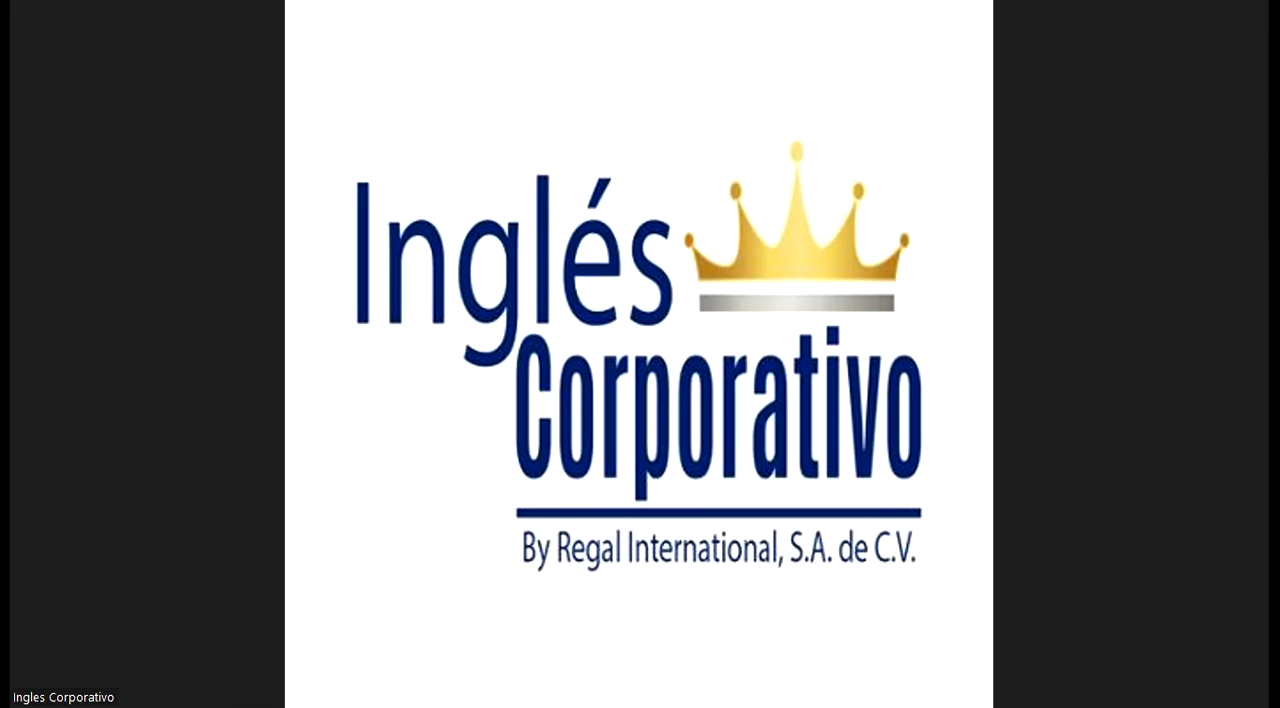 Inglés
Corporativo
By Regal International, S.A. de C.V.
Ingles Corporativo